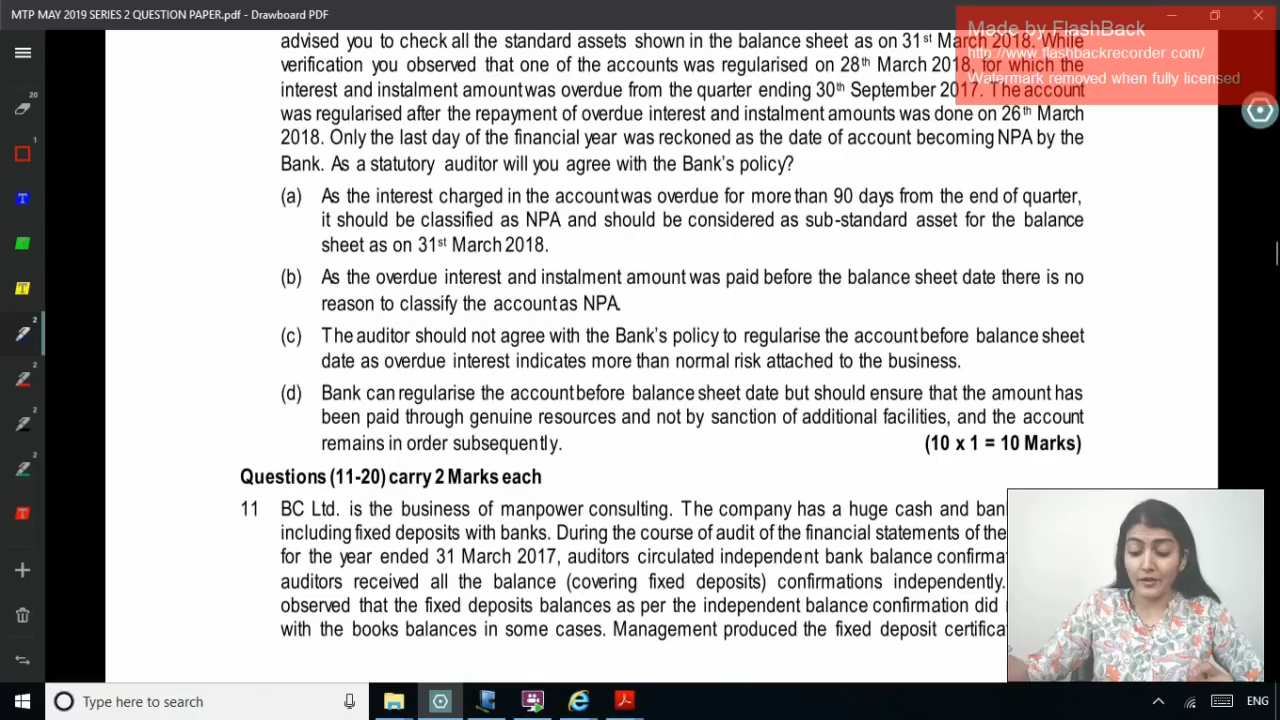 MTP MAY 2019 SERIES 2 QUESTION PAPER.pdf - Drawboard PDF
Made by FlashBack
http://www.flashbackrecorder.com/
Watermark removed when fully licensed
advised you to check all the standard assets shown in the balance sheet as on 31st March 2018. While
verification you observed that one of the accounts was regularised on 28th March 2018, for which the
interest and instalment amount was overdue from the quarter ending 30th September 2017. The account
was regularised after the repayment of overdue interest and instalment amounts was done on 26th March
2018. Only the last day of the financial year was reckoned as the date of account becoming NPA by the
Bank. As a statutory auditor will you agree with the Bank's policy?
(a) As the interest charged in the account was overdue for more than 90 days from the end of quarter,
it should be classified as NPA and should be considered as sub-standard asset for the balance
sheet as on 31st March 2018.
(b) As the overdue interest and instalment amount was paid before the balance sheet date there is no
reason to classify the account as NPA.
(c) The auditor should not agree with the Bank's policy to regularise the account before balance sheet
date as overdue interest indicates more than normal risk attached to the business.
(d) Bank can regularise the account before balance sheet date but should ensure that the amount has
been paid through genuine resources and not by sanction of additional facilities, and the account
remains in order subsequently.
(10 x 1 = 10 Marks)
Questions (11-20) carry 2 Marks each
11 BC Ltd. is the business of manpower consulting. The company has a huge cash and ban
including fixed deposits with banks. During the course of audit of the financial statements of the
for the year ended 31 March 2017, auditors circulated independent bank balance confirma
auditors received all the balance (covering fixed deposits) confirmations independently.
observed that the fixed deposits balances as per the independent balance confirmation did
with the books balances in some cases. Management produced the fixed deposit certifica
20
1
2
2
2
2
Type here to search
ENG